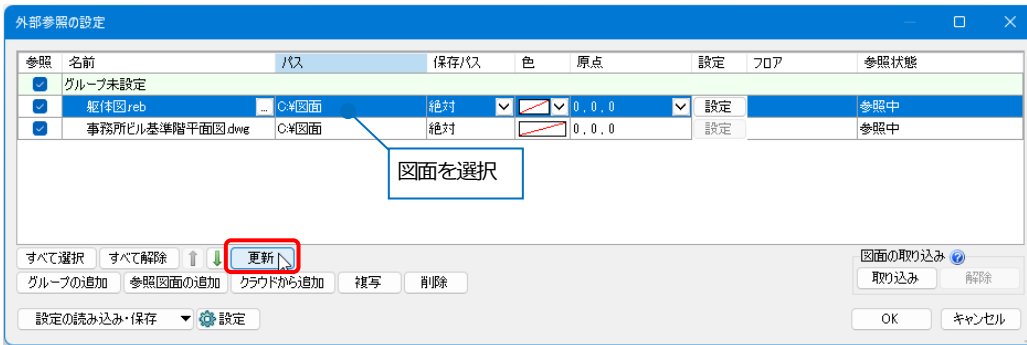 外部参照の設定
参照 名前 パス 保存パス 色 原点 設定 フロア 参照状態
グループ未設定
躯体図.reb ... C:¥図面 絶対 0, 0, 0 設定 参照中
事務所ビル基準階平面図.dwg C:¥図面 絶対 0, 0, 0 設定 参照中
図面を選択
すべて選択 すべて解除 更新
図面の取り込み
グループの追加 参照図面の追加 クラウドから追加 複写 削除 取り込み 解除
設定の読み込み・保存 設定 OK キャンセル